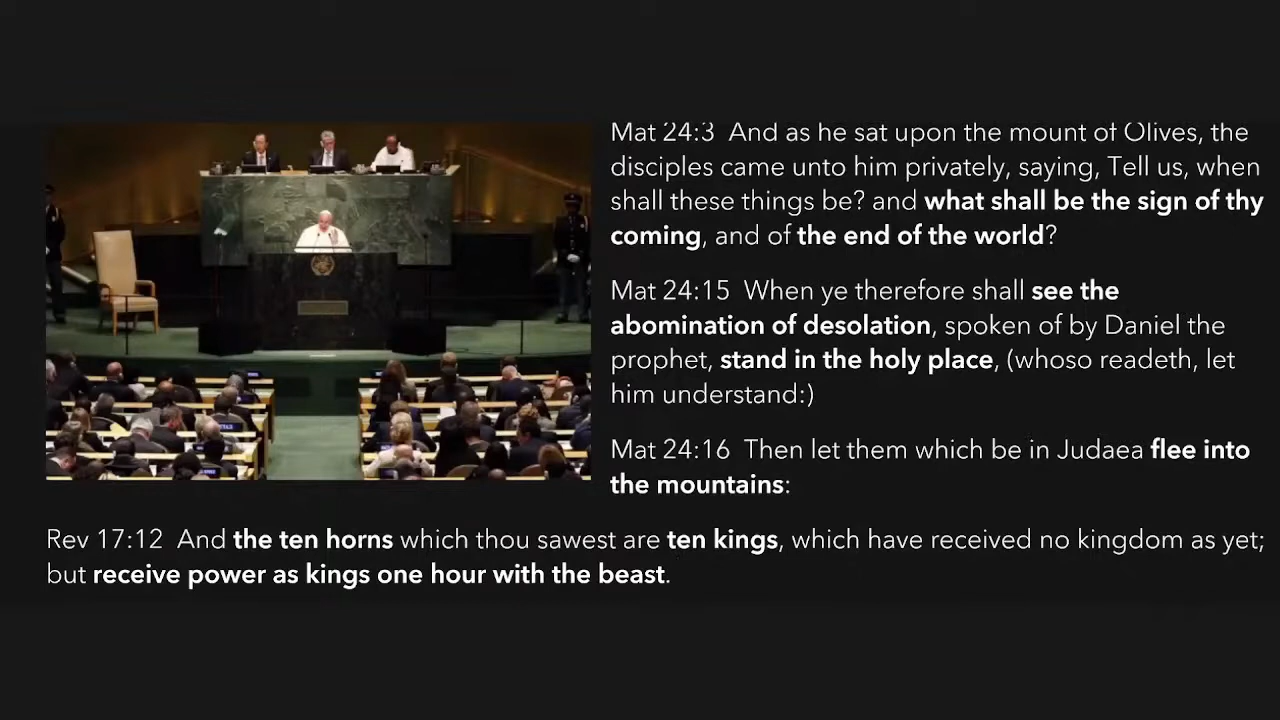 Mat 24:3 And as he sat upon the mount of Olives, the
disciples came unto him privately, saying, Tell us, when
shall these things be? and what shall be the sign of thy
coming, and of the end of the world?
Mat 24:15 When ye therefore shall see the
abomination of desolation, spoken of by Daniel the
prophet, stand in the holy place, (whoso readeth, let
him understand:)
Mat 24:16 Then let them which be in Judaea flee into
the mountains:
Rev 17:12 And the ten horns which thou sawest are ten kings, which have received no kingdom as yet;
but receive power as kings one hour with the beast.